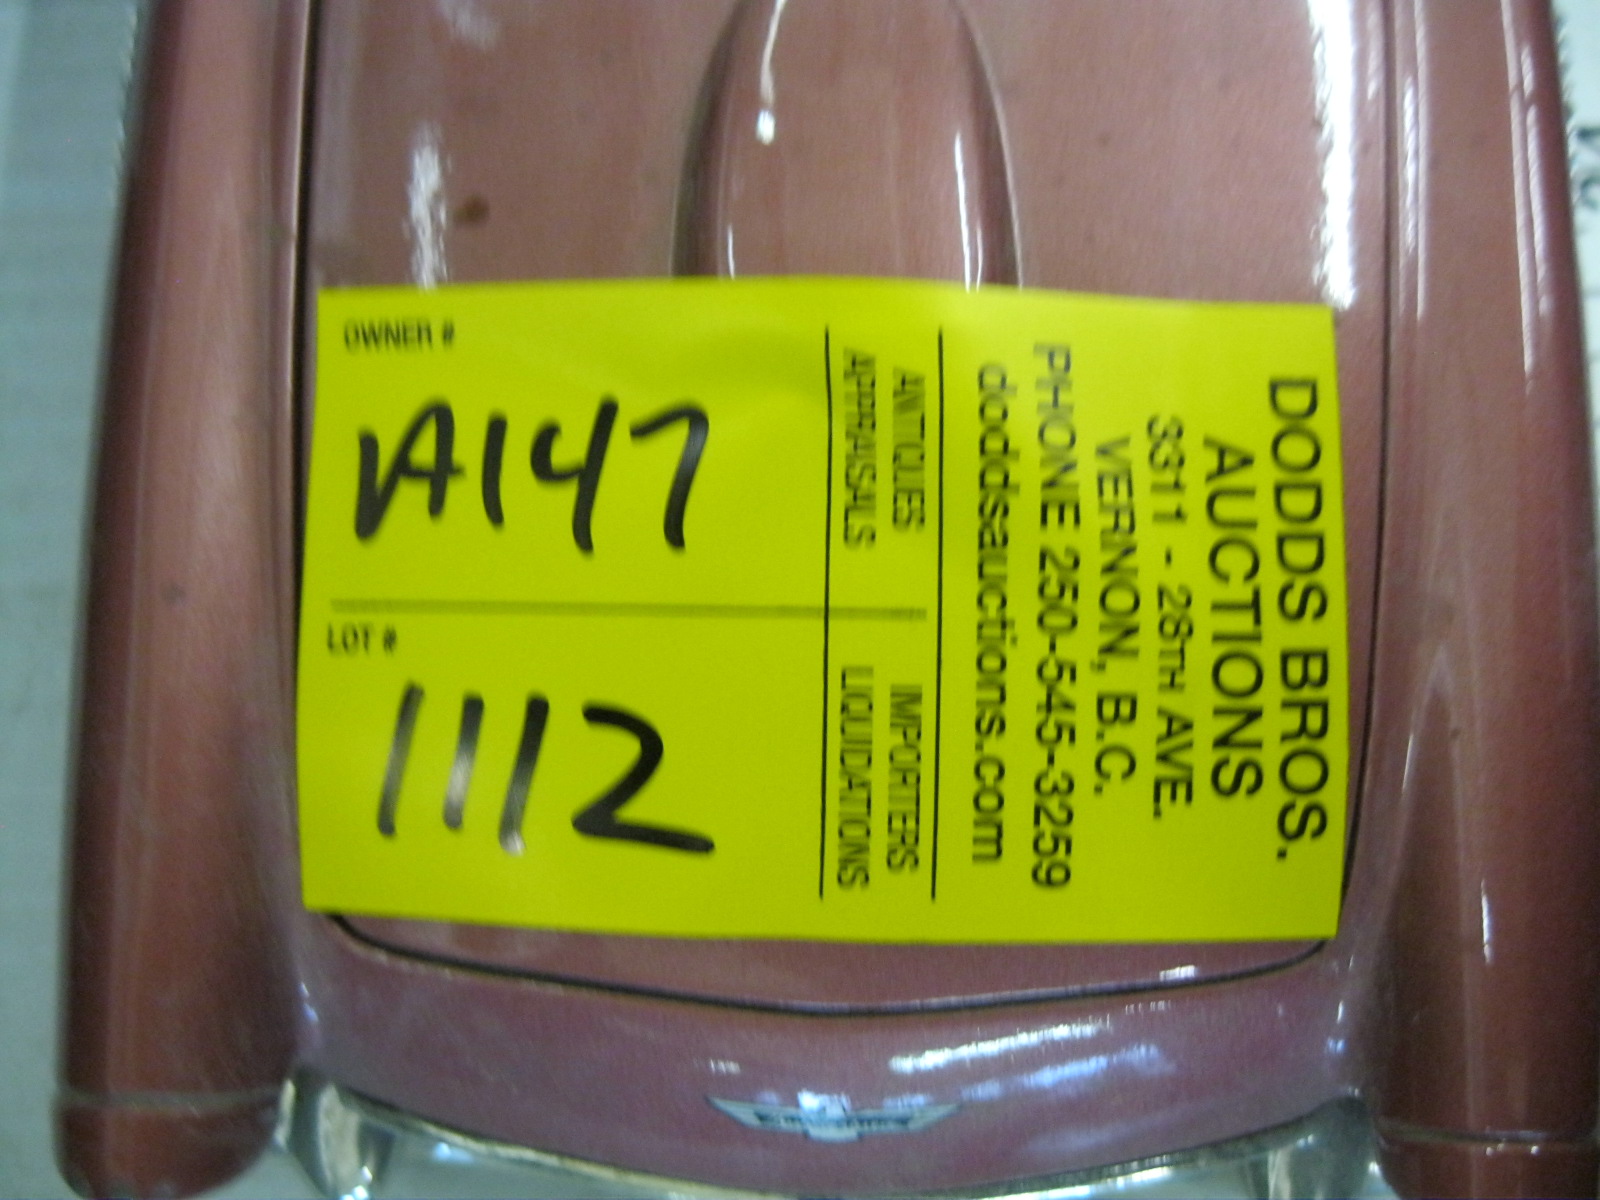 OWNER #
A147
LOT #
1112
ANTIQUES
APPRAISALS
IMPORTERS
LIQUIDATIONS
DODDS BROS.
AUCTIONS
3311 - 28TH AVE.
VERNON, B.C.
PHONE 250-545-3259
doddsauctions.com